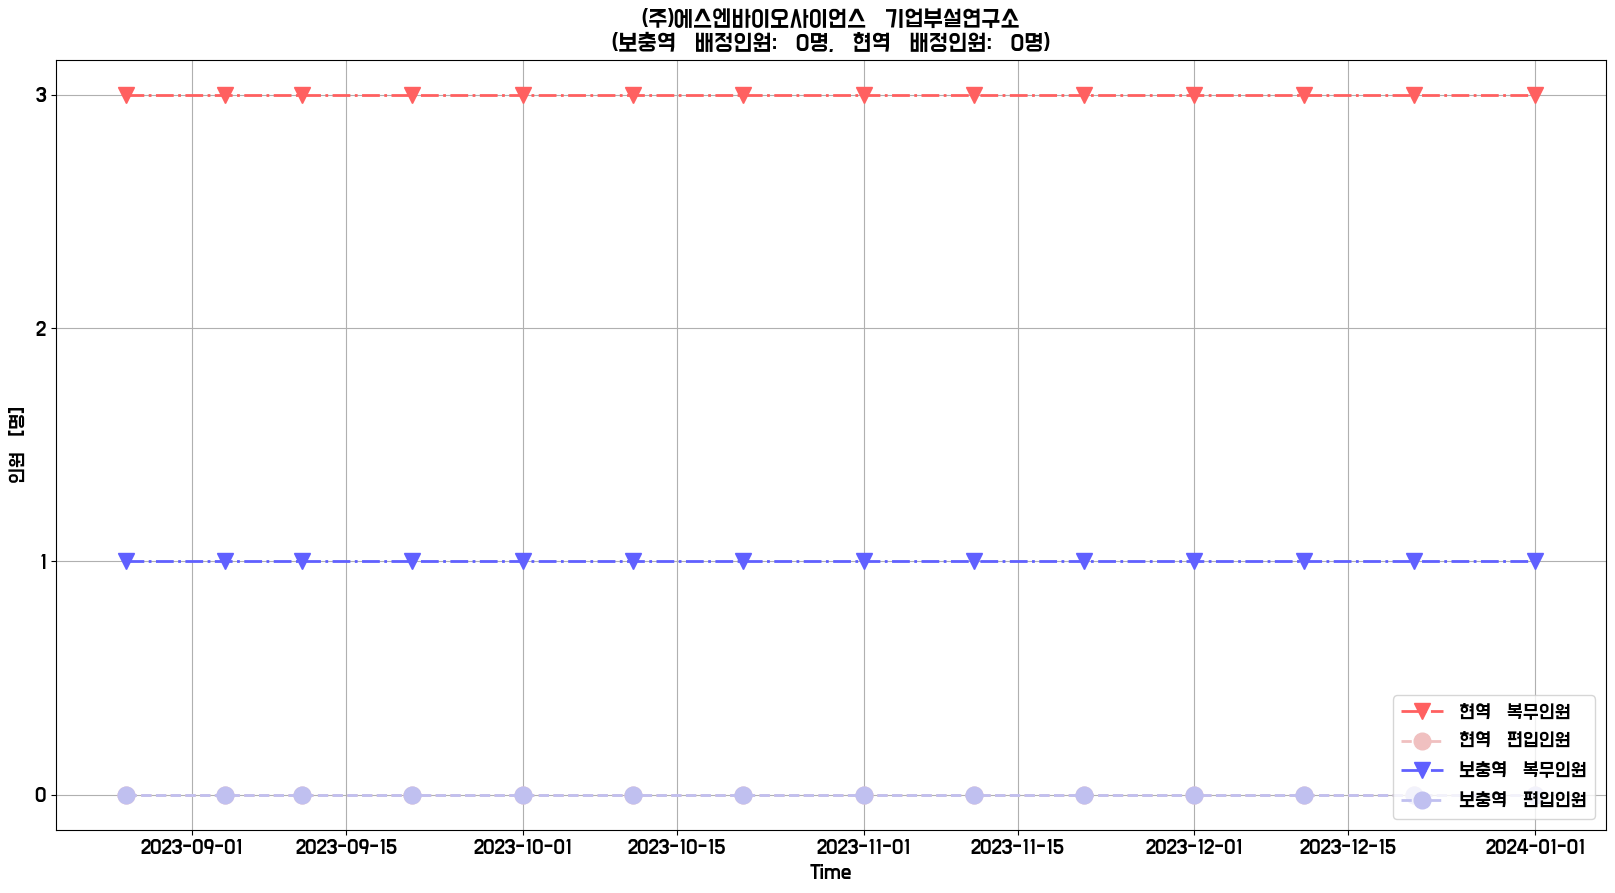 (주)에스엔바이오사이언스 기업부설연구소
(보충역 배정인원: 0명, 현역 배정인원: 0명)
3
2
1
0
인원 [명]
현역 복무인원
현역 편입인원
보충역 복무인원
보충역 편입인원
2023-09-01 2023-09-15 2023-10-01 2023-10-15 2023-11-01 2023-11-15 2023-12-01 2023-12-15 2024-01-01
Time